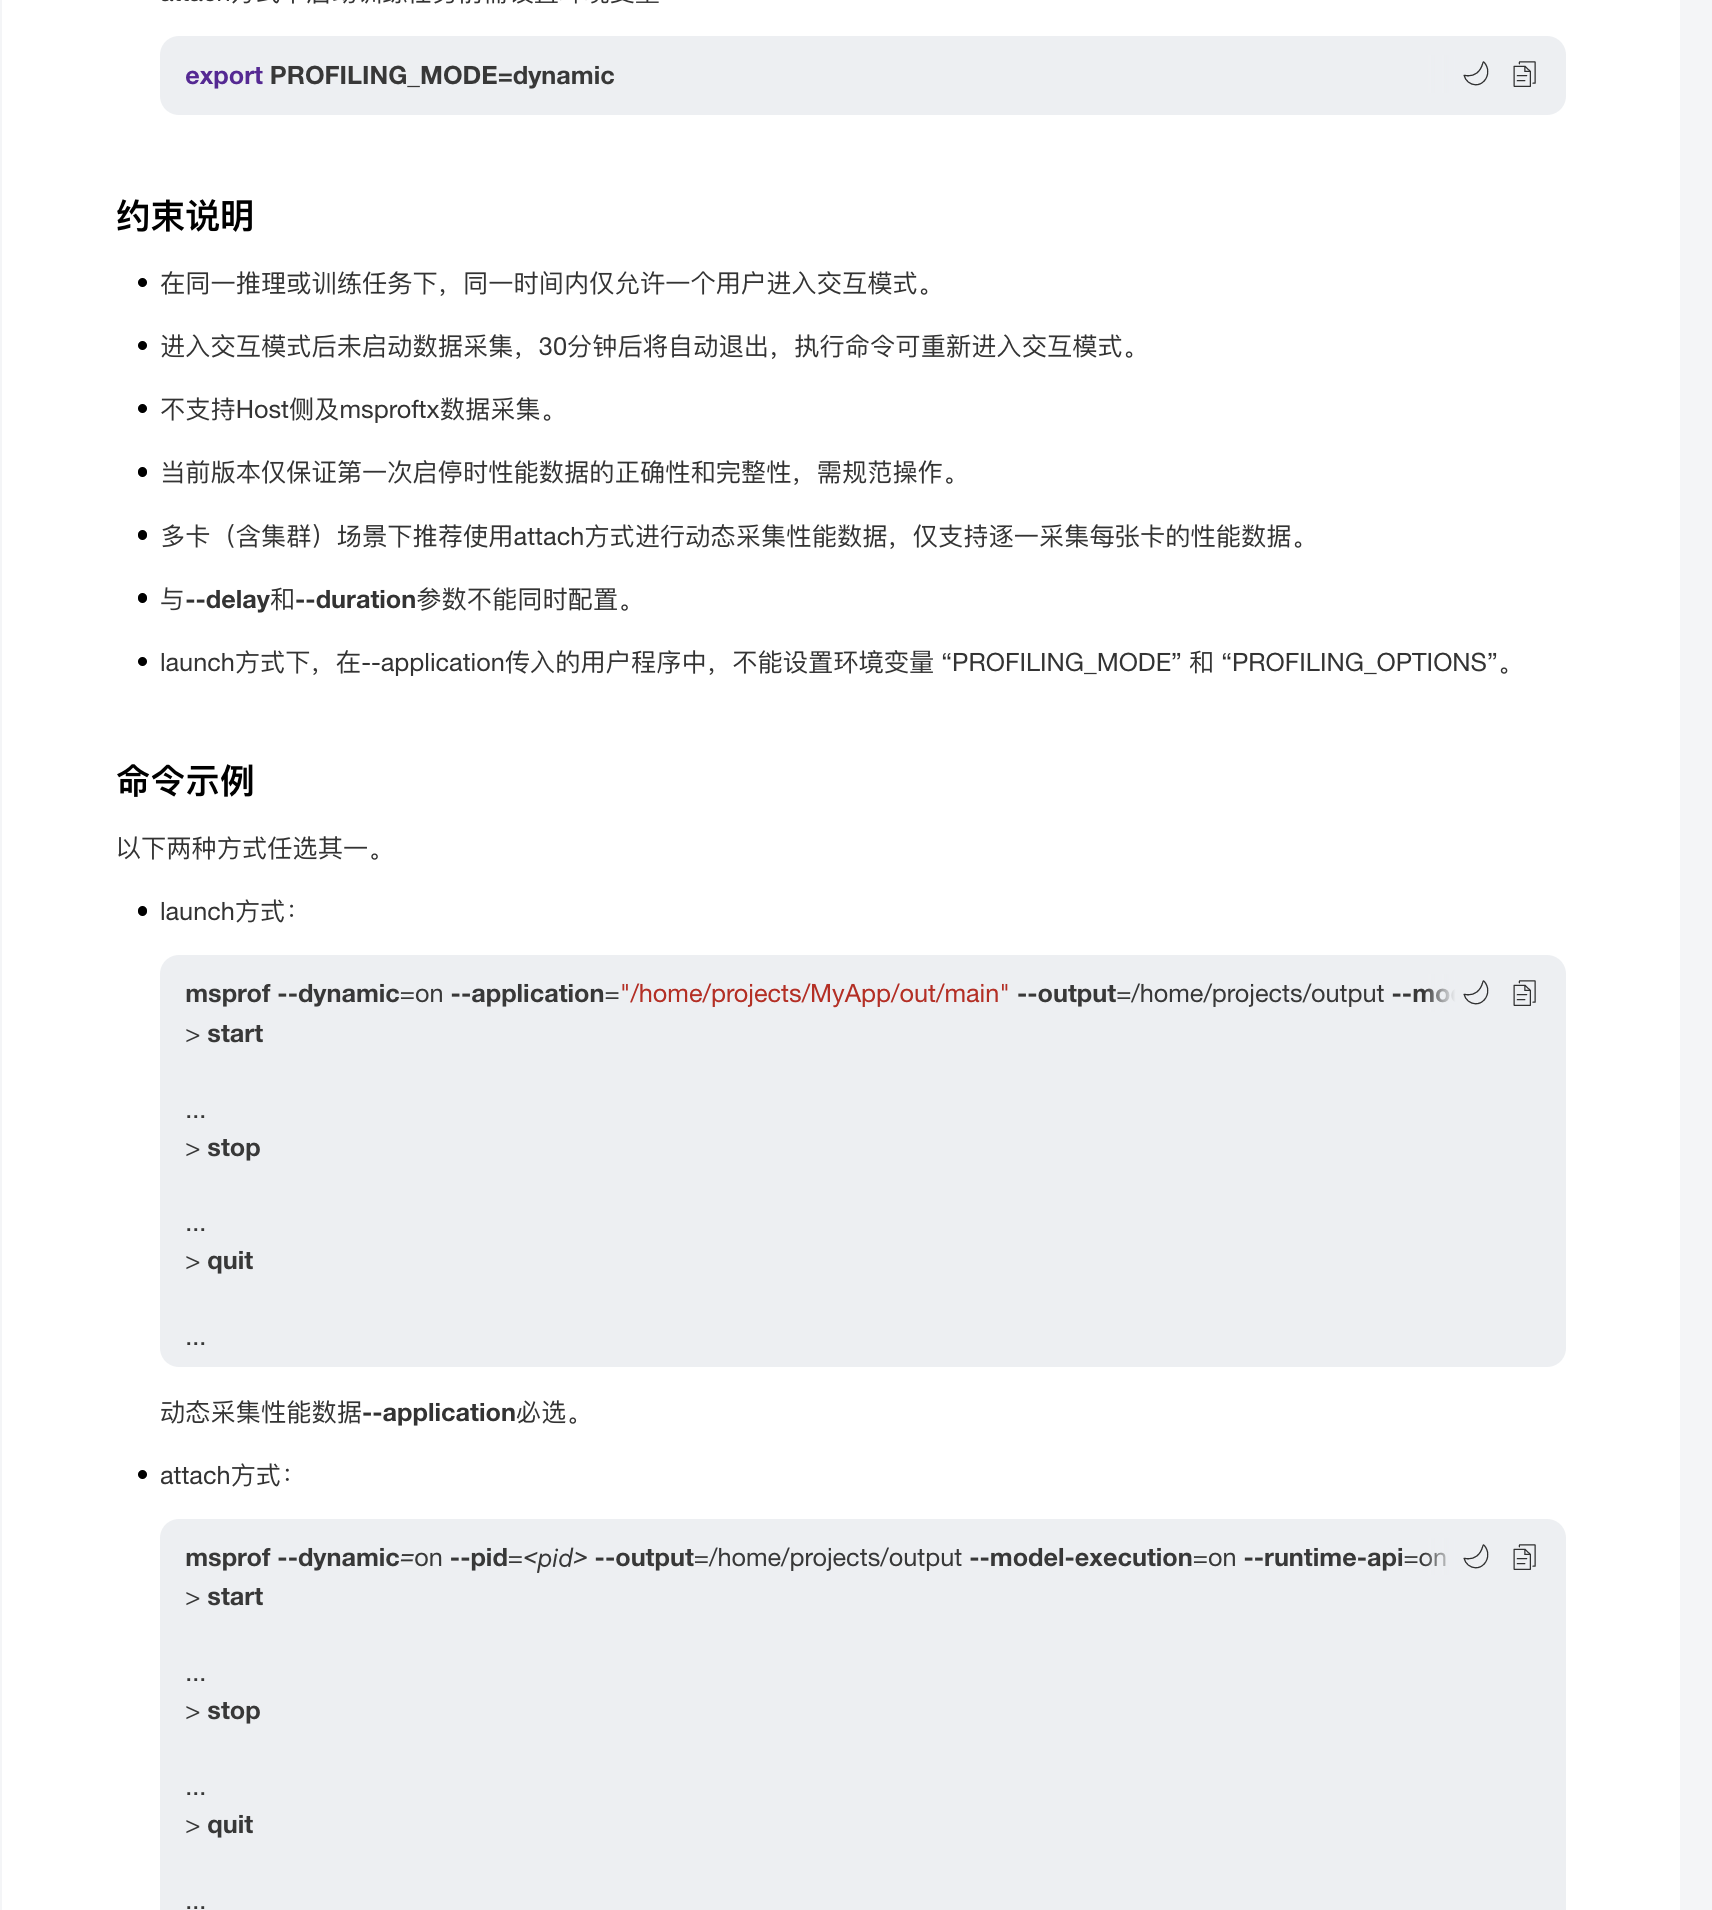 export PROFILING_MODE=dynamic
约束说明
在同一推理或训练任务下，同一时间内仅允许一个用户进入交互模式。
进入交互模式后未启动数据采集，30分钟后将自动退出，执行命令可重新进入交互模式。
不支持Host侧及msproftx数据采集。
当前版本仅保证第一次启停时性能数据的正确性和完整性，需规范操作。
多卡（含集群）场景下推荐使用attach方式进行动态采集性能数据，仅支持逐一采集每张卡的性能数据。
与--delay和--duration参数不能同时配置。
launch方式下，在--application传入的用户程序中，不能设置环境变量 “PROFILING_MODE” 和 “PROFILING_OPTIONS”。
命令示例
以下两种方式任选其一。
launch方式：
msprof --dynamic=on --application="/home/projects/MyApp/out/main" --output=/home/projects/output
> start
...
> stop
...
> quit
...
动态采集性能数据--application必选。
attach方式：
msprof --dynamic=on --pid=<pid> --output=/home/projects/output --model-execution=on --runtime-api=on
> start
...
> stop
...
> quit
...